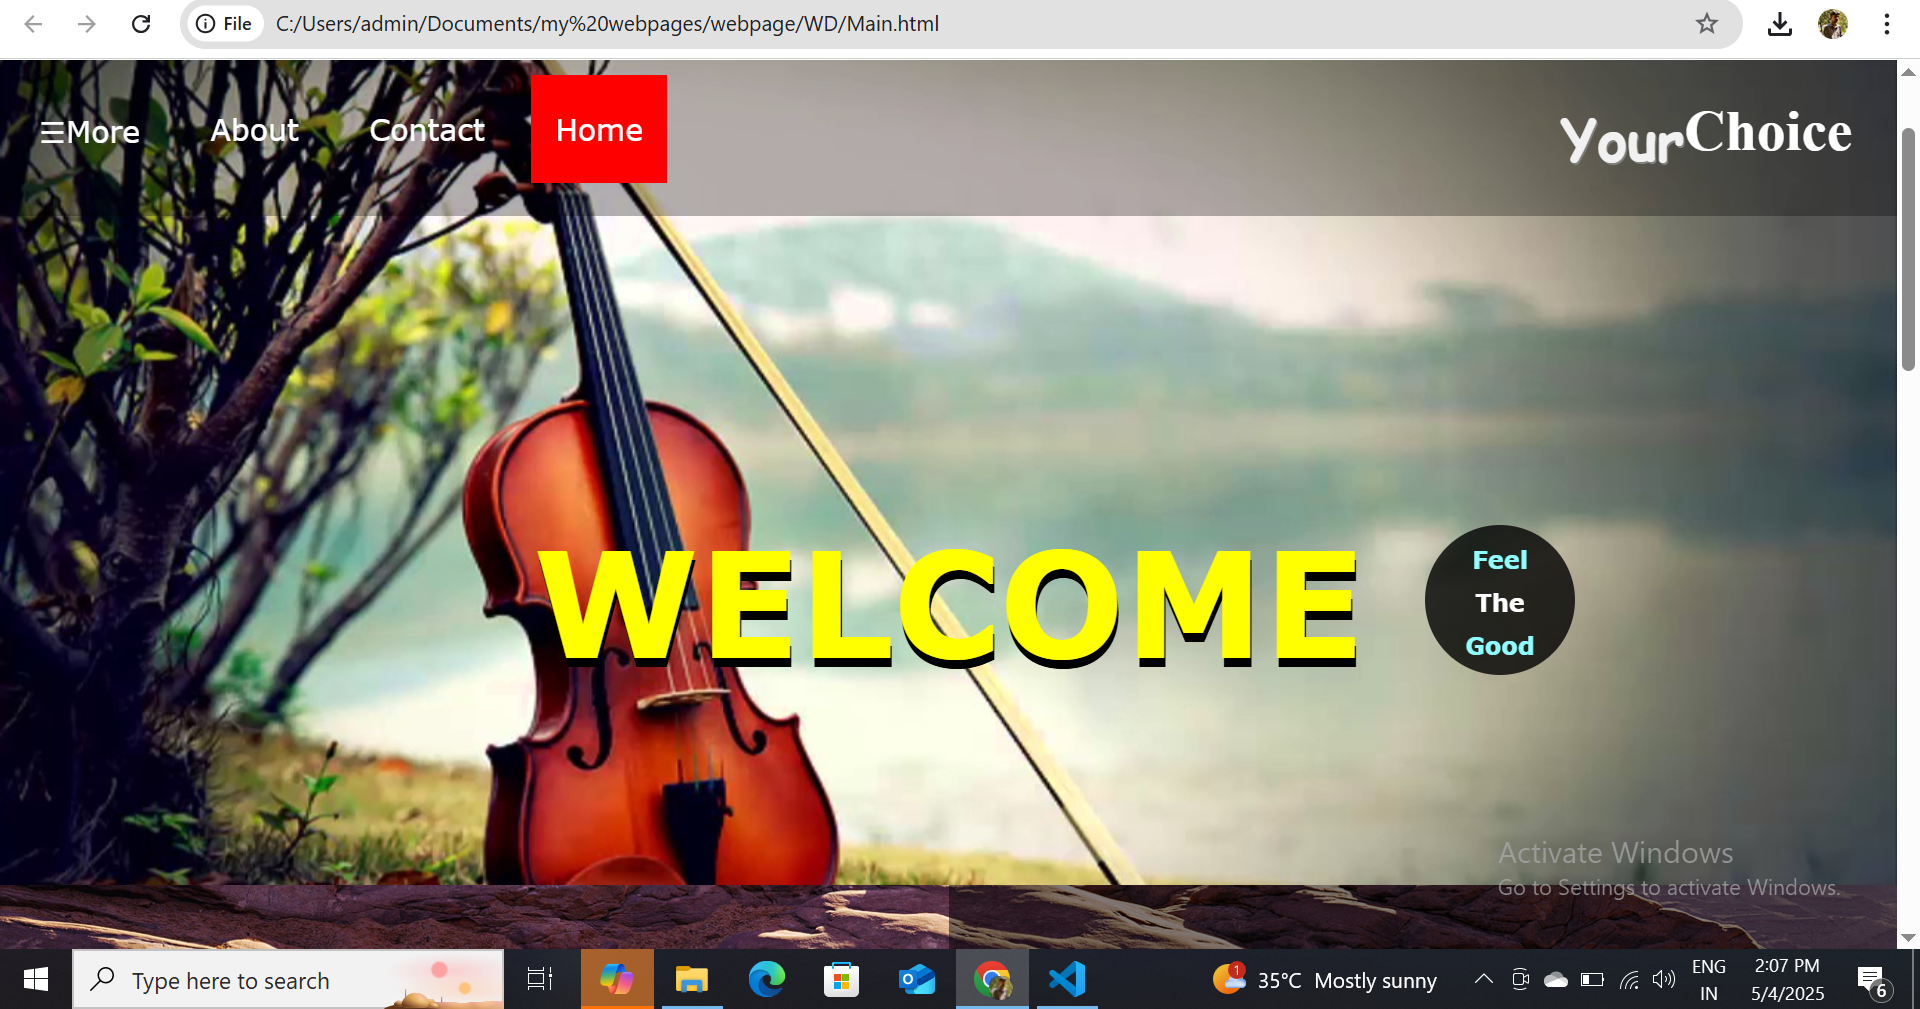 File C:/Users/admin/Documents/my%20webpages/webpage/WD/Main.html
☰More About Contact Home YourChoice
WELCOME
Feel
The
Good
Activate Windows
Go to Settings to activate Windows.
Type here to search
1
35°C Mostly sunny
ENG
IN
2:07 PM
5/4/2025
6